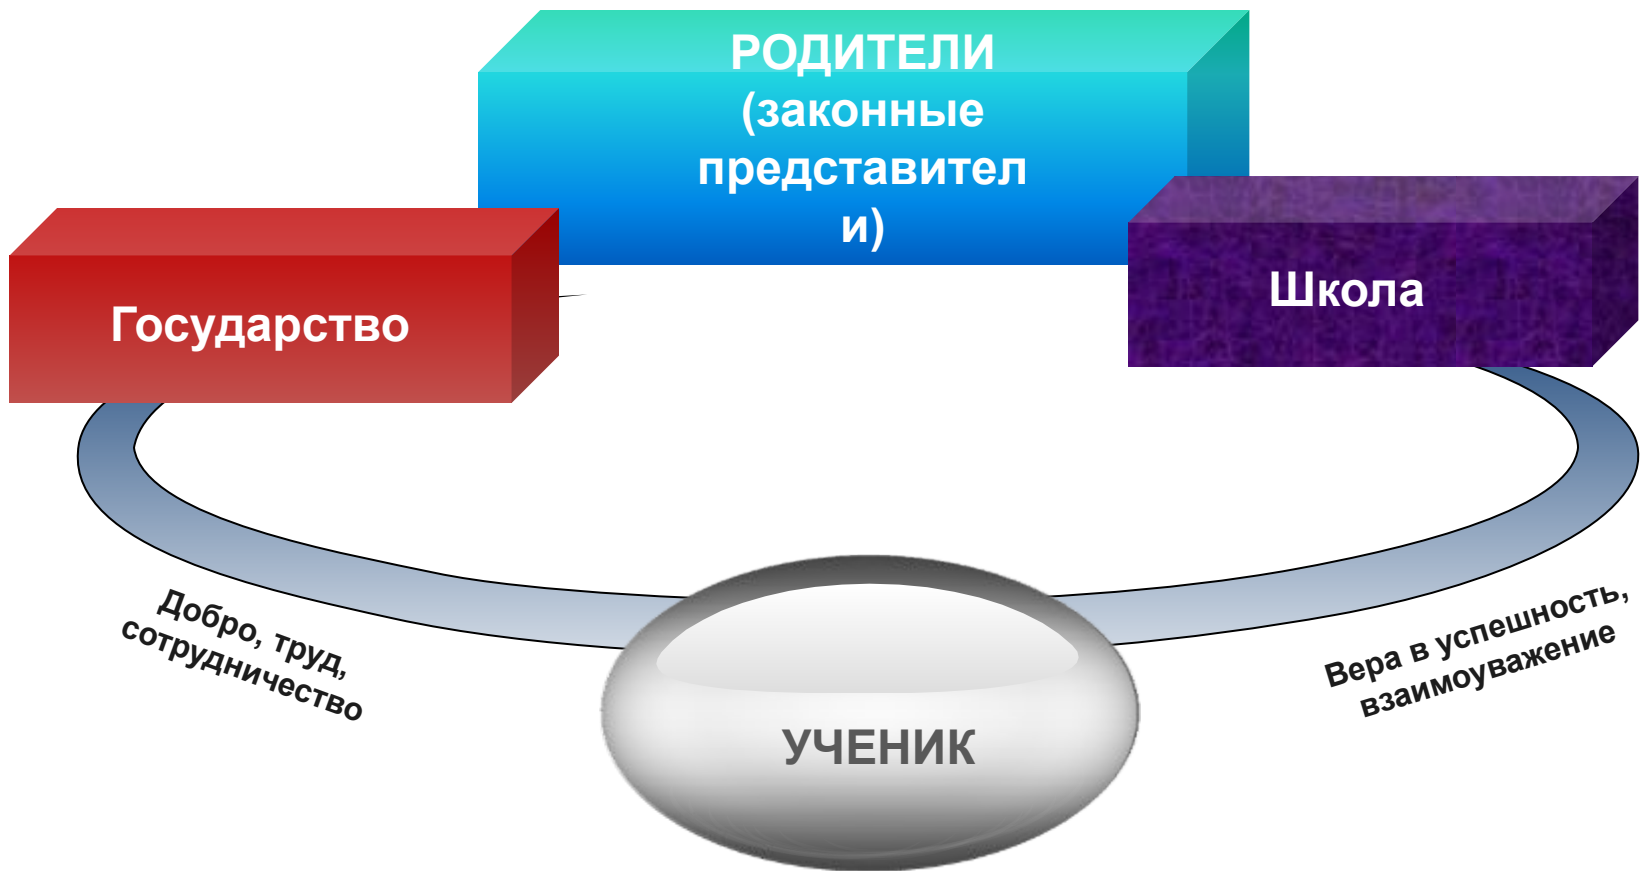 РОДИТЕЛИ
(законные
представител
и)
Государство
Школа
Добро, труд,
сотрудничество
Вера в успешность,
взаимоуважение
УЧЕНИК